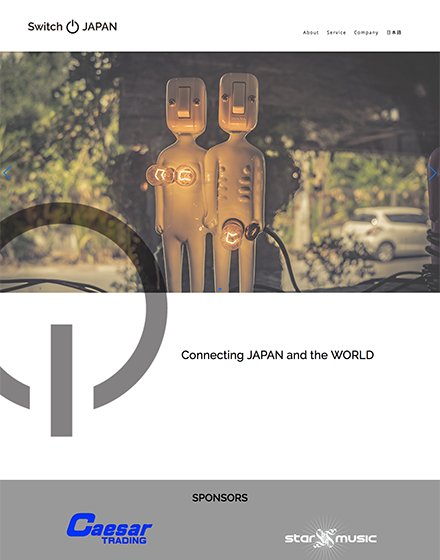 Switch JAPAN
About Service Company 日本語
Connecting JAPAN and the WORLD
SPONSORS
Caesar
TRADING
star music